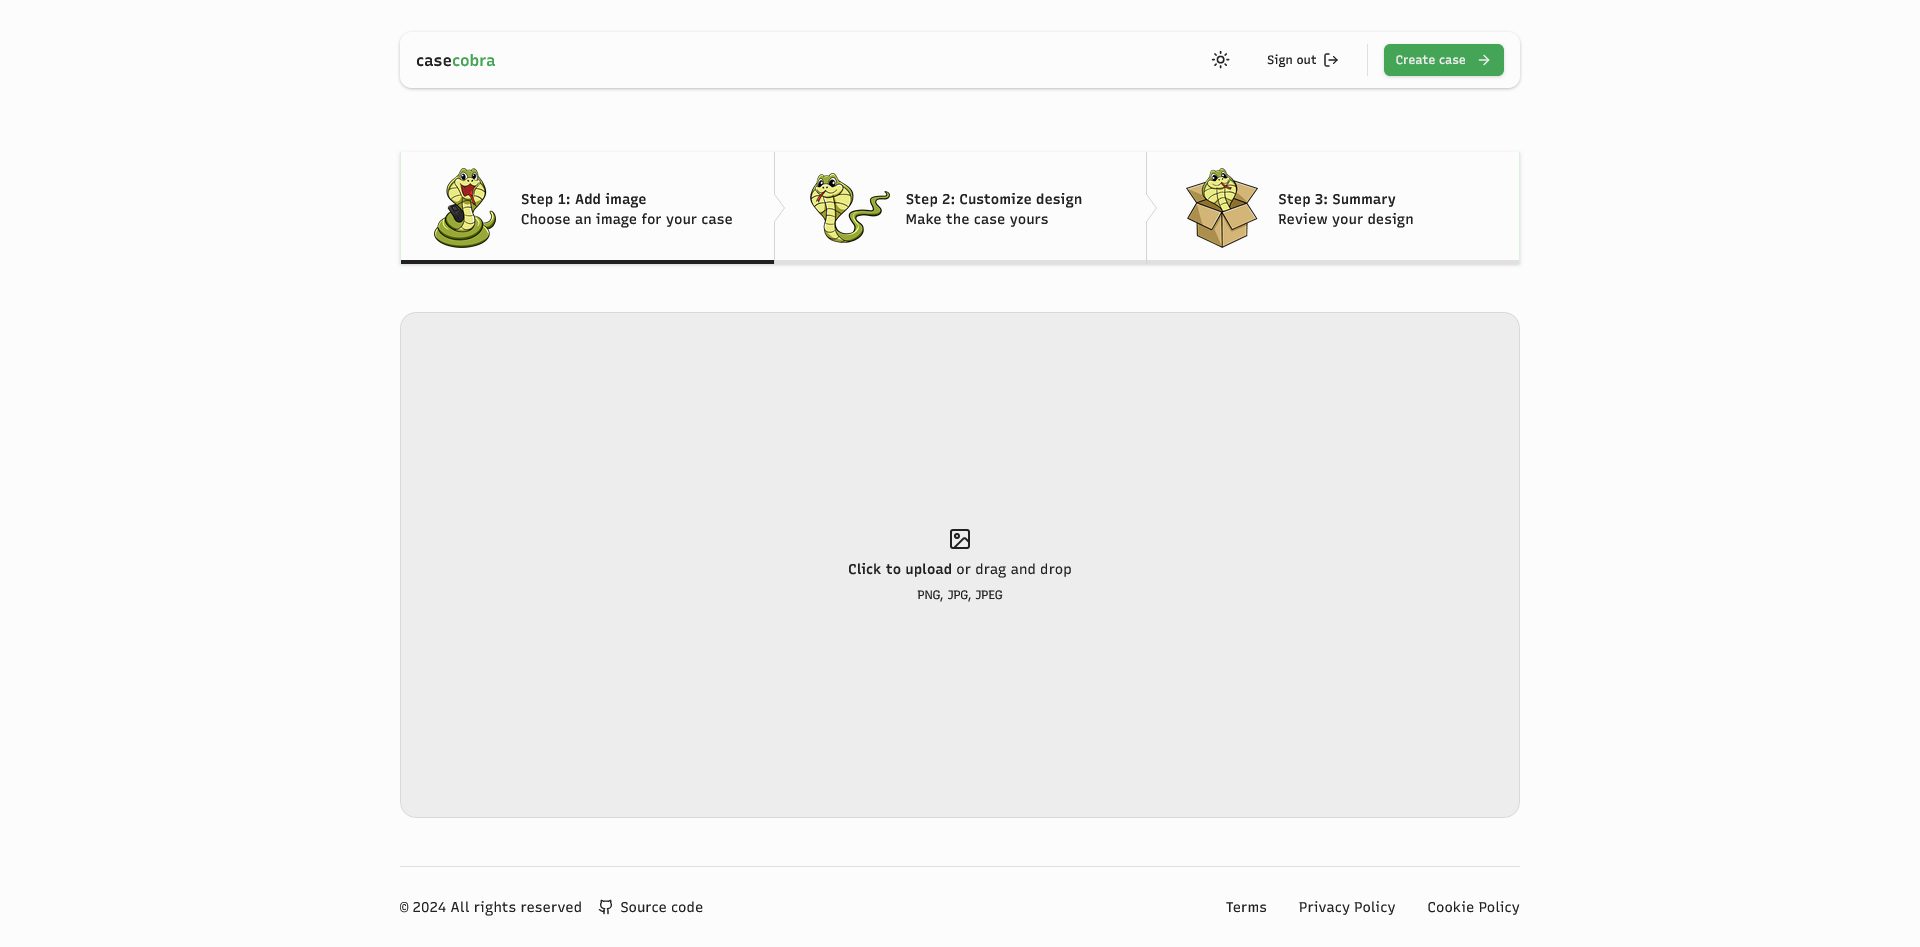 casecobra
Sign out
Create case
Step 1: Add image
Choose an image for your case
Step 2: Customize design
Make the case yours
Step 3: Summary
Review your design
Click to upload or drag and drop
PNG, JPG, JPEG
© 2024 All rights reserved
Source code
Terms
Privacy Policy
Cookie Policy